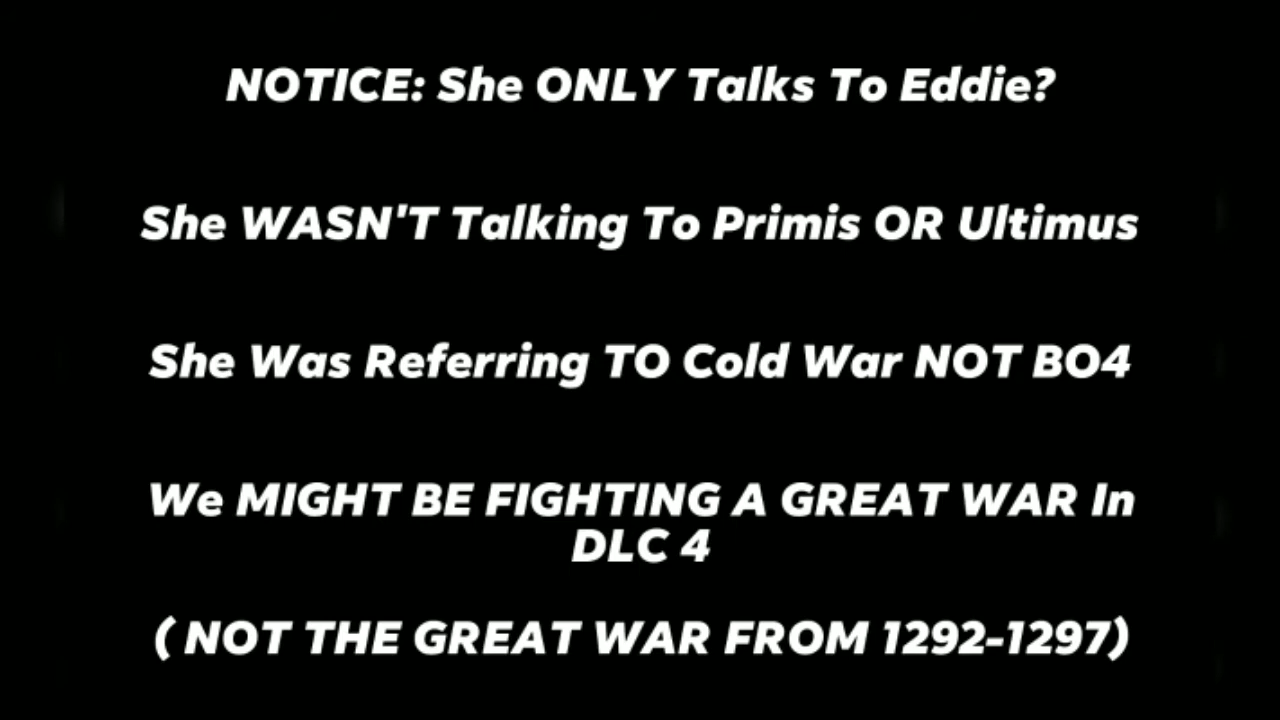 NOTICE: She ONLY Talks To Eddie?
She WASN'T Talking To Primis OR Ultimus
She Was Referring TO Cold War NOT BO4
We MIGHT BE FIGHTING A GREAT WAR In
DLC 4
( NOT THE GREAT WAR FROM 1292-1297)